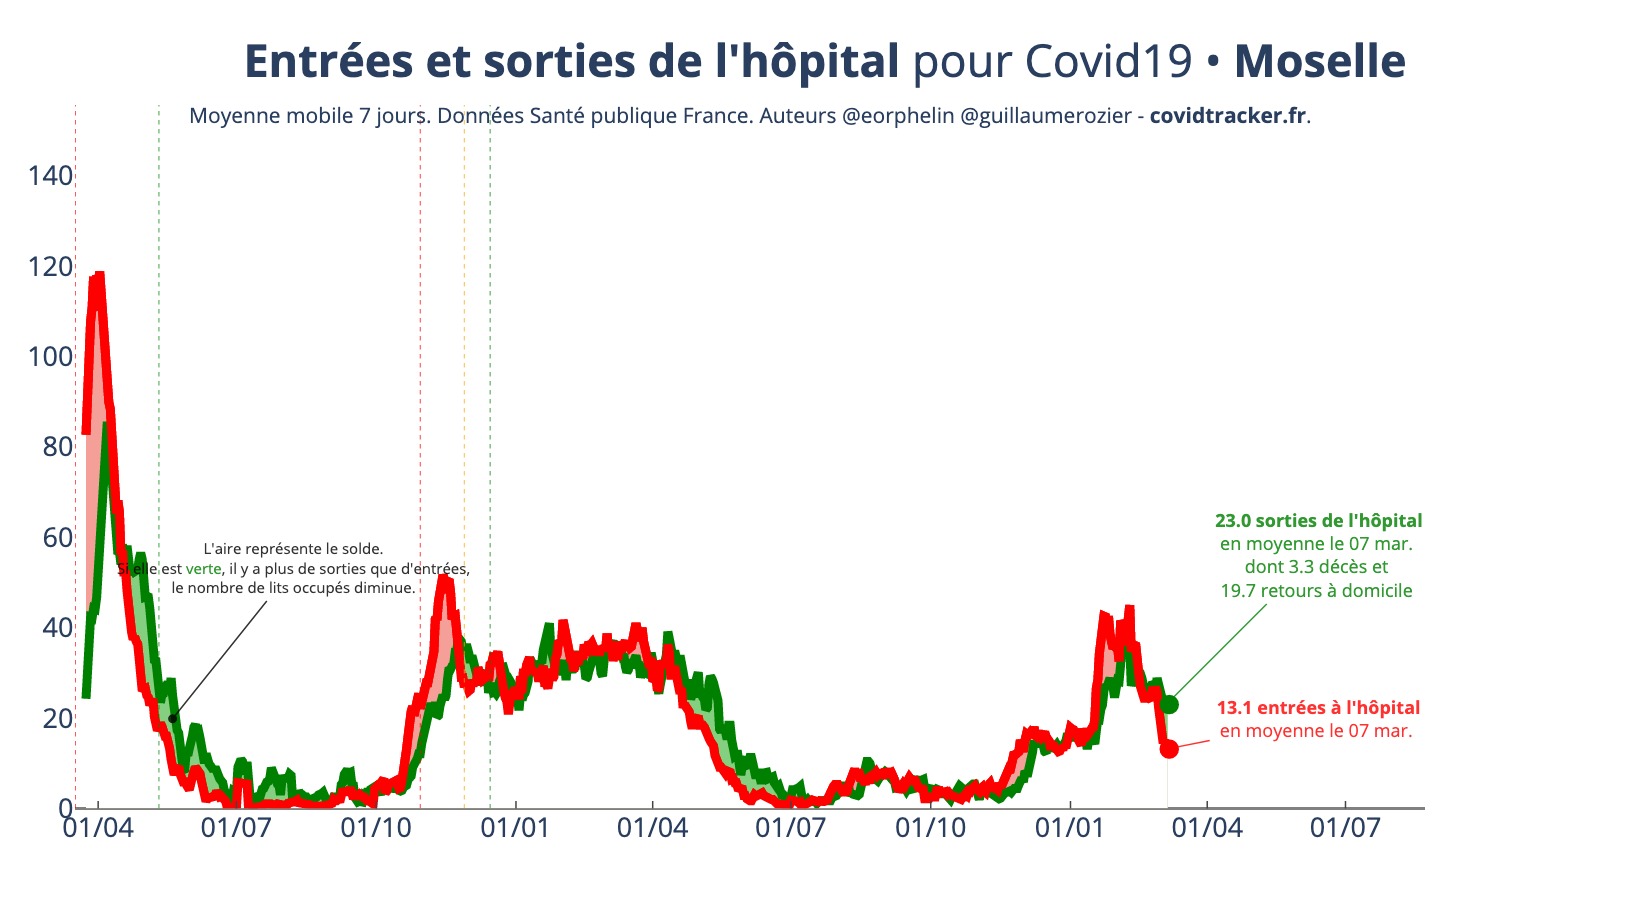 Entrées et sorties de l'hôpital pour Covid19 • Moselle
Moyenne mobile 7 jours. Données Santé publique France. Auteurs @eorphelin @guillaumerozier - covidtracker.fr.
140
120
100
80
60
40
20
0
L'aire représente le solde.
Si elle est verte, il y a plus de sorties que d'entrées,
le nombre de lits occupés diminue.
23.0 sorties de l'hôpital
en moyenne le 07 mar.
dont 3.3 décès et
19.7 retours à domicile
13.1 entrées à l'hôpital
en moyenne le 07 mar.
01/04 01/07 01/10 01/01 01/04 01/07 01/10 01/01 01/04 01/07